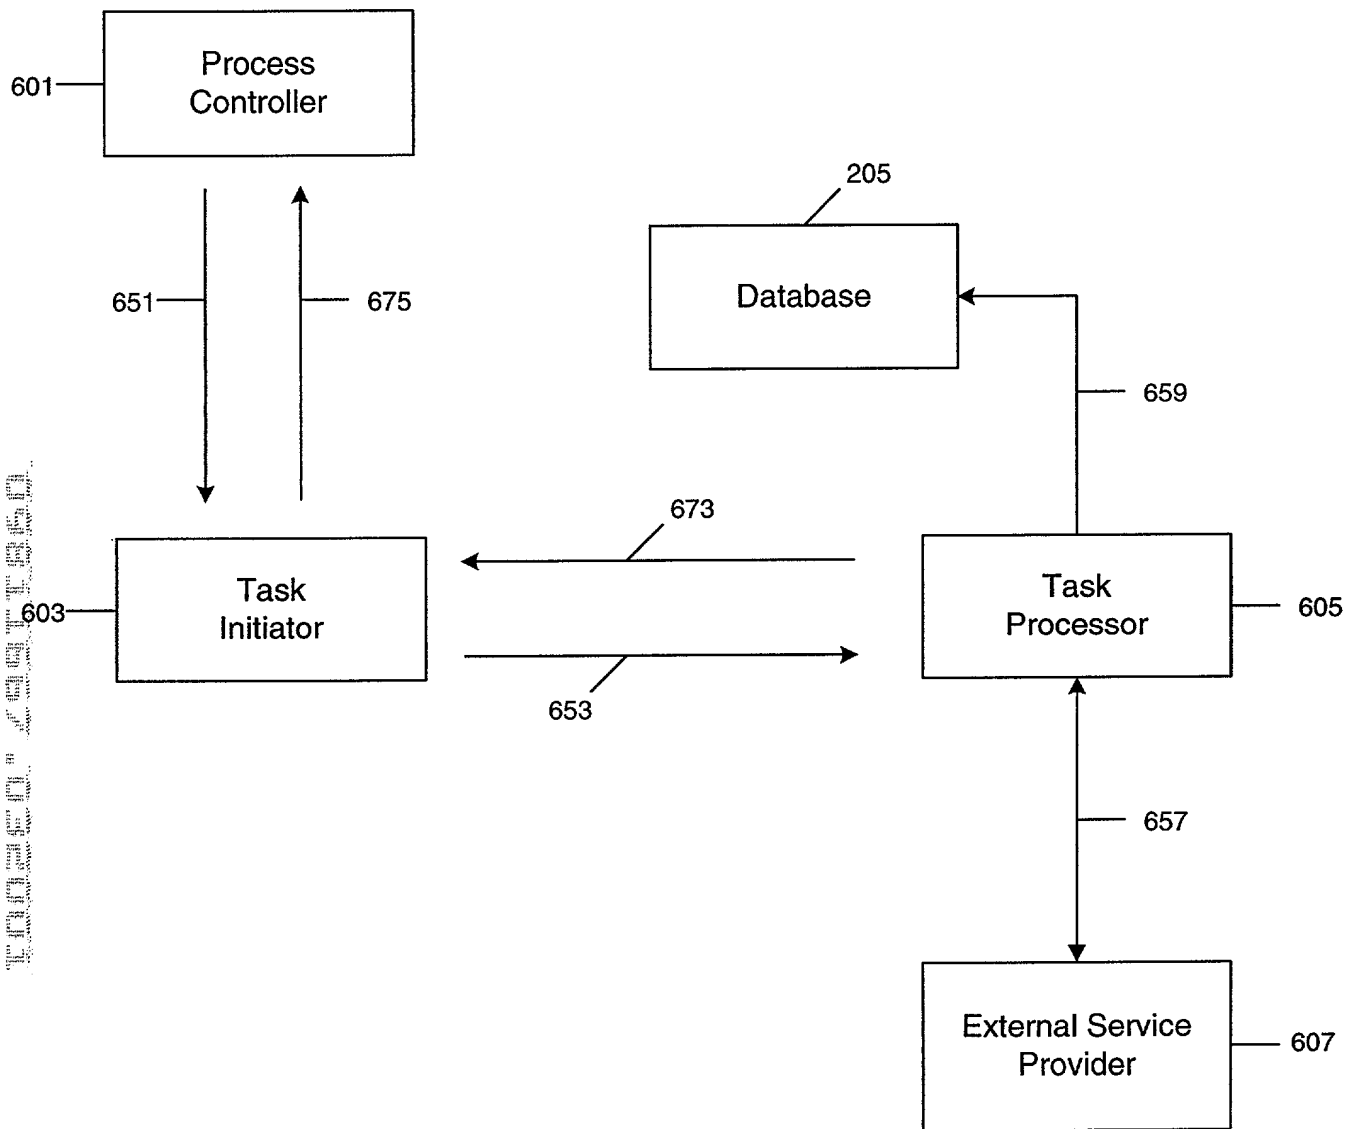 Process
Controller
601
205
Database
651
675
659
673
Task
Initiator
603
Task
Processor
605
653
657
External Service
Provider
607